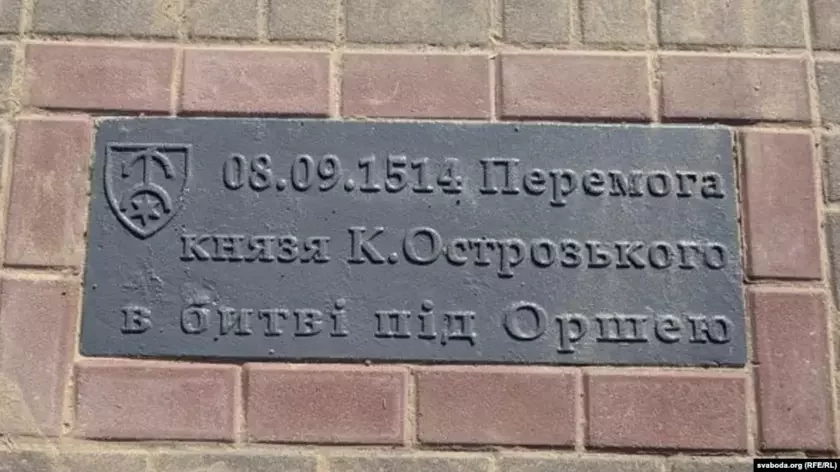 08.09.1514 Перемога
князя К.Острозького
в битві під Оршею
svaboda.org (RFE/RL)